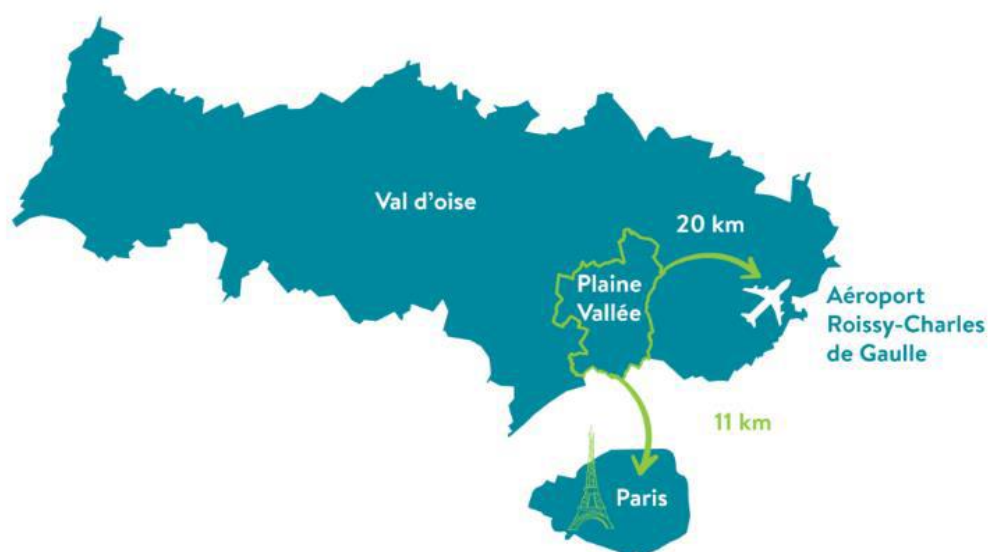 Val d'oise
20 km
Plaine
Vallée
Aéroport
Roissy-Charles
de Gaulle
11 km
Paris